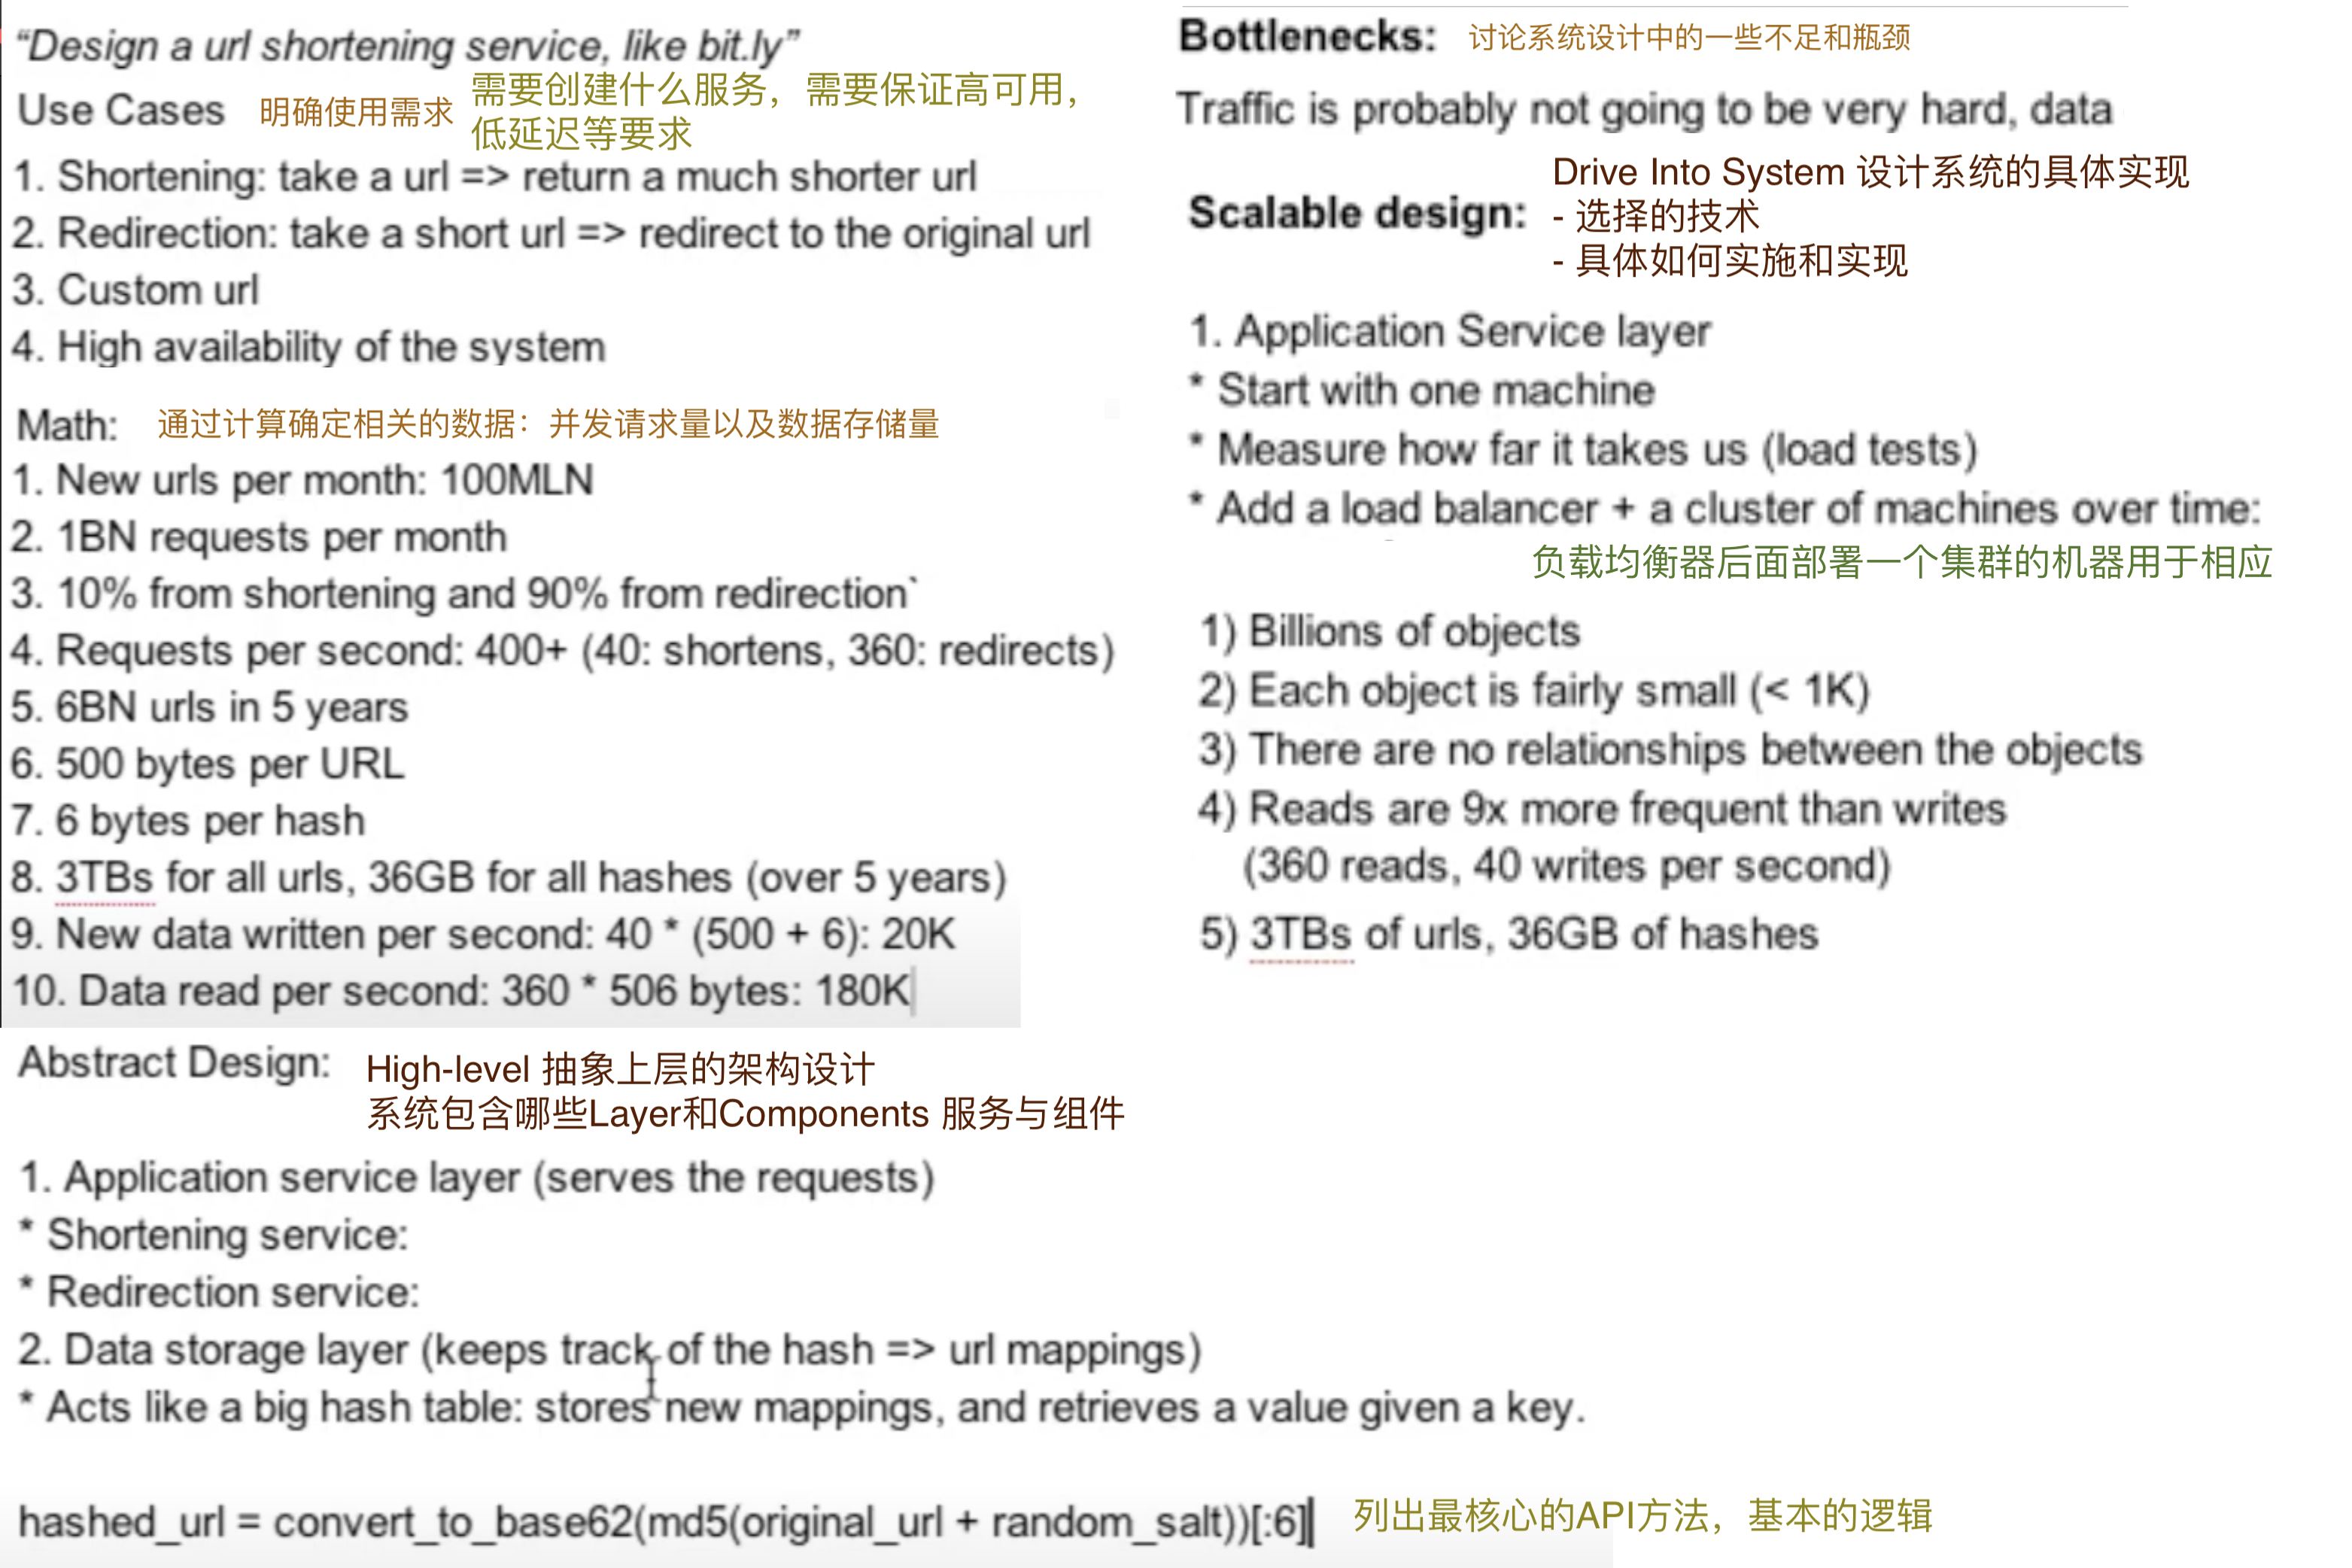 “Design a url shortening service, like bit.ly”
Use Cases 明确使用需求
需要创建什么服务，需要保证高可用，
低延迟等要求
1. Shortening: take a url => return a much shorter url
2. Redirection: take a short url => redirect to the original url
3. Custom url
4. High availability of the system
Math: 通过计算确定相关的数据：并发请求量以及数据存储量
1. New urls per month: 100MLN
2. 1BN requests per month
3. 10% from shortening and 90% from redirection`
4. Requests per second: 400+ (40: shortens, 360: redirects)
5. 6BN urls in 5 years
6. 500 bytes per URL
7. 6 bytes per hash
8. 3TBs for all urls, 36GB for all hashes (over 5 years)
9. New data written per second: 40 * (500 + 6): 20K
10. Data read per second: 360 * 506 bytes: 180K
Abstract Design: High-level 抽象上层的架构设计
系统包含哪些Layer和Components 服务与组件
1. Application service layer (serves the requests)
* Shortening service:
* Redirection service:
2. Data storage layer (keeps track of the hash => url mappings)
* Acts like a big hash table: stores new mappings, and retrieves a value given a key.
hashed_url = convert_to_base62(md5(original_url + random_salt))[:6] 列出最核心的API方法，基本的逻辑
Bottlenecks: 讨论系统设计中的一些不足和瓶颈
Traffic is probably not going to be very hard, data
Drive Into System 设计系统的具体实现
Scalable design: - 选择的技术
- 具体如何实施和实现
1. Application Service layer
* Start with one machine
* Measure how far it takes us (load tests)
* Add a load balancer + a cluster of machines over time:
负载均衡器后面部署一个集群的机器用于相应
1) Billions of objects
2) Each object is fairly small (< 1K)
3) There are no relationships between the objects
4) Reads are 9x more frequent than writes
(360 reads, 40 writes per second)
5) 3TBs of urls, 36GB of hashes